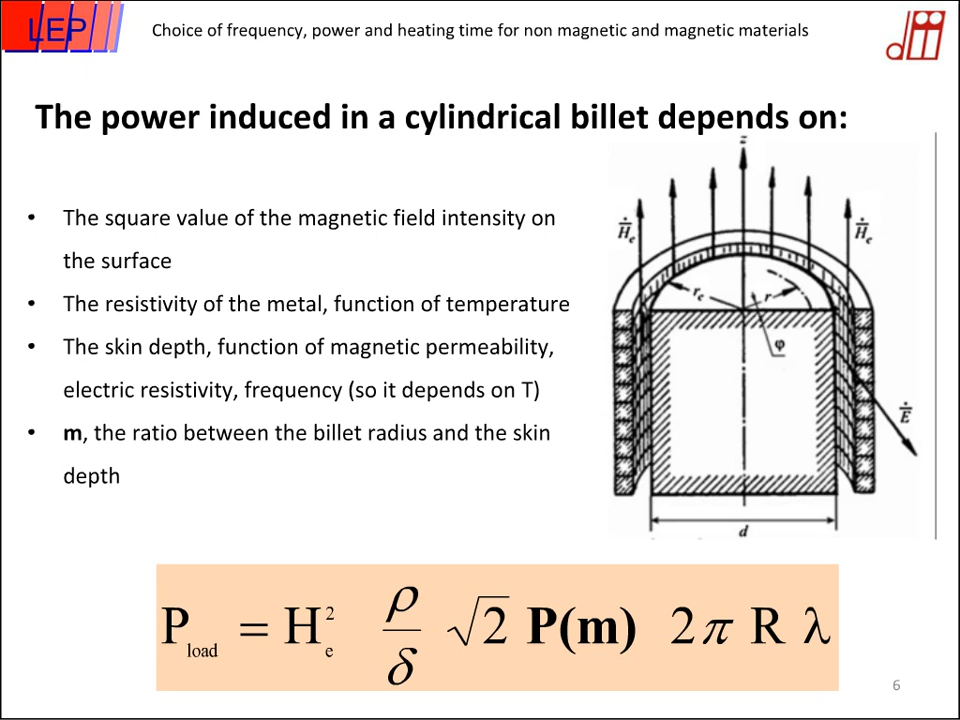 LEP
Choice of frequency, power and heating time for non magnetic and magnetic materials
The power induced in a cylindrical billet depends on:
• The square value of the magnetic field intensity on
the surface
• The resistivity of the metal, function of temperature
• The skin depth, function of magnetic permeability,
electric resistivity, frequency (so it depends on T)
• m, the ratio between the billet radius and the skin
depth
z
Ḣe Ḣe
re r
φ
Ė
d
P load = H e 2 ρ/δ √2 P(m) 2π R λ
6